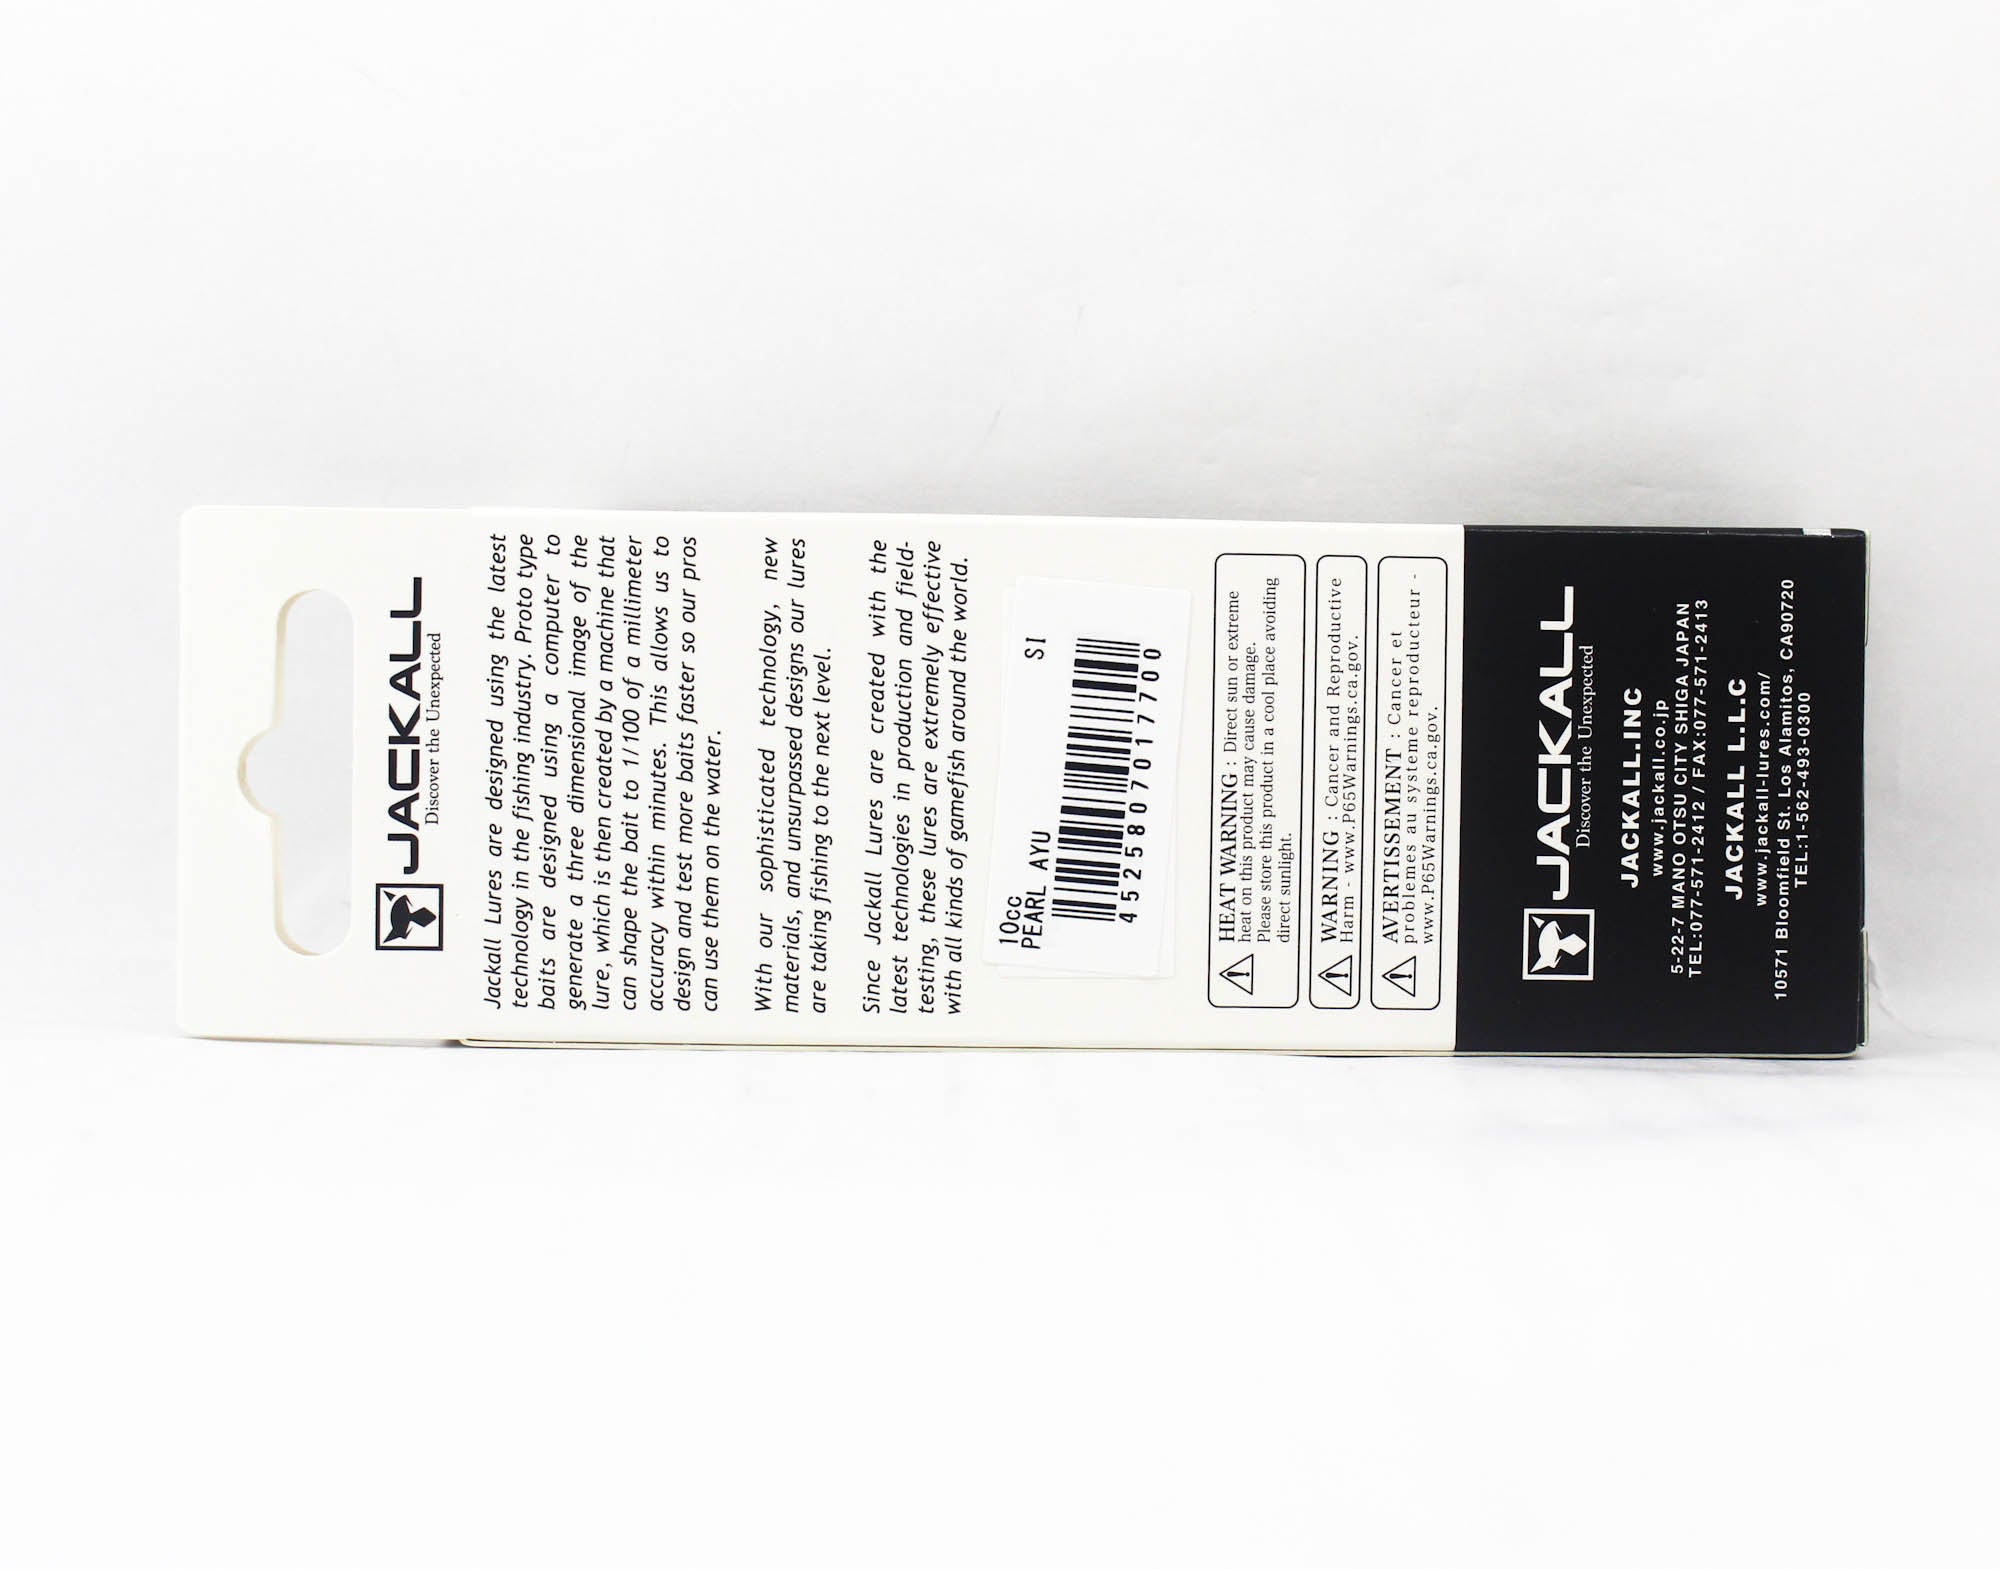 JACKALL
Discover the Unexpected
Jackall Lures are designed using the latest
technology in the fishing industry. Proto type
baits are designed using a computer to
generate a three dimensional image of the
lure, which is then created by a machine that
can shape the bait to 1/100 of a millimeter
accuracy within minutes. This allows us to
design and test more baits faster so our pros
can use them on the water.
With our sophisticated technology, new
materials, and unsurpassed designs our lures
are taking fishing to the next level.
Since Jackall Lures are created with the
latest technologies in production and field-
testing, these lures are extremely effective
with all kinds of gamefish around the world.
10cc
PEARL AYU SI
4525807017700
HEAT WARNING : Direct sun or extreme
heat on this product may cause damage.
Please store this product in a cool place avoiding
direct sunlight.
WARNING : Cancer and Reproductive
Harm - www.P65Warnings.ca.gov.
AVERTISSEMENT : Cancer et
problemes au systeme reproducteur -
www.P65Warnings.ca.gov.
JACKALL
Discover the Unexpected
JACKALL.INC
www.jackall.co.jp
5-22-7 MANO OTSU CITY SHIGA JAPAN
TEL:077-571-2412 / FAX:077-571-2413
JACKALL L.L.C
www.jackall-lures.com/
10571 Bloomfield St. Los Alamitos, CA90720
TEL:1-562-493-0300